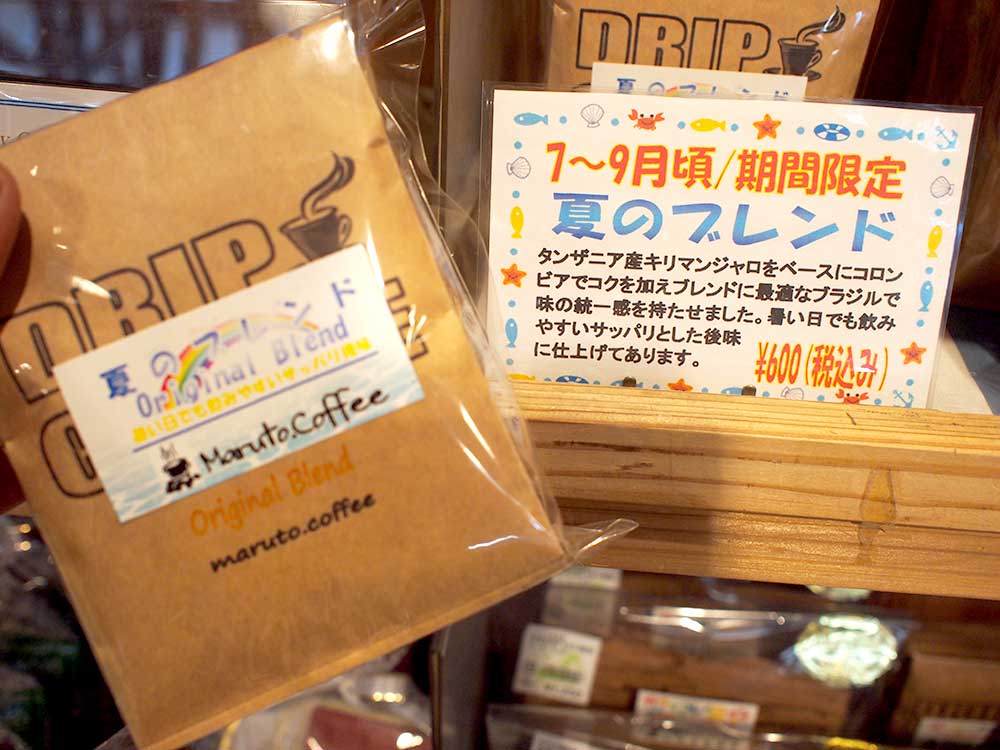 DRIP
夏のブレンド
Original Blend
暑い日でも飲みやすいサッパリ後味
Maruto.Coffee
Original Blend
maruto.coffee
DRIP
夏のブレンド
7〜9月頃/期間限定
夏のブレンド
タンザニア産キリマンジャロをベースにコロン
ビアでコクを加えブレンドに最適なブラジルで
味の統一感を持たせました。暑い日でも飲み
やすいサッパリとした後味
に仕上げてあります。
¥600(税込み)